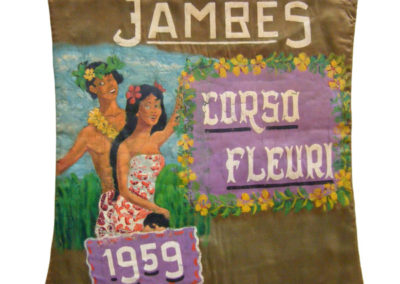 JAMBES
CORSO
FLEURI
1959